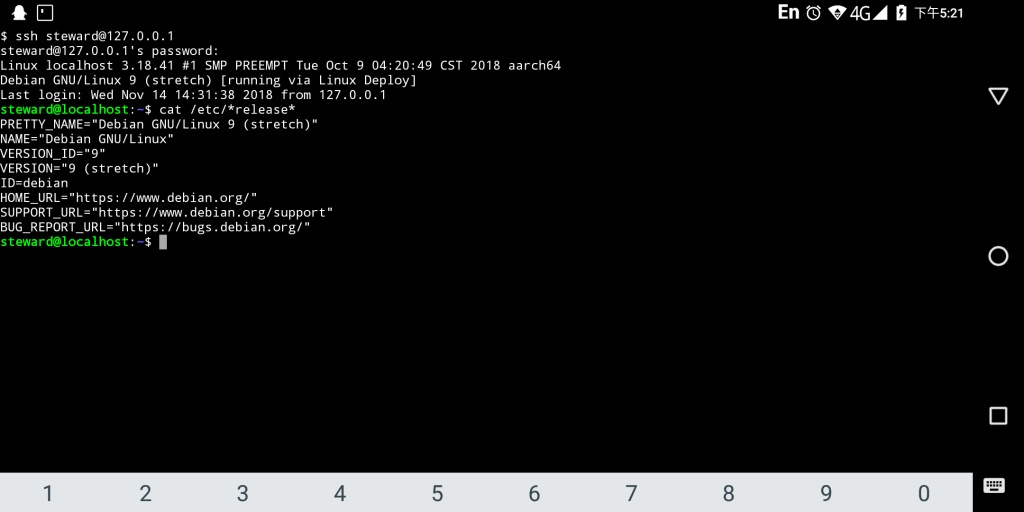 En 4G 下午5:21
$ ssh steward@127.0.0.1
steward@127.0.0.1's password:
Linux localhost 3.18.41 #1 SMP PREEMPT Tue Oct 9 04:20:49 CST 2018 aarch64
Debian GNU/Linux 9 (stretch) [running via Linux Deploy]
Last login: Wed Nov 14 14:31:38 2018 from 127.0.0.1
steward@localhost:~$ cat /etc/*release*
PRETTY_NAME="Debian GNU/Linux 9 (stretch)"
NAME="Debian GNU/Linux"
VERSION_ID="9"
VERSION="9 (stretch)"
ID=debian
HOME_URL="https://www.debian.org/"
SUPPORT_URL="https://www.debian.org/support"
BUG_REPORT_URL="https://bugs.debian.org/"
steward@localhost:~$
1 2 3 4 5 6 7 8 9 0